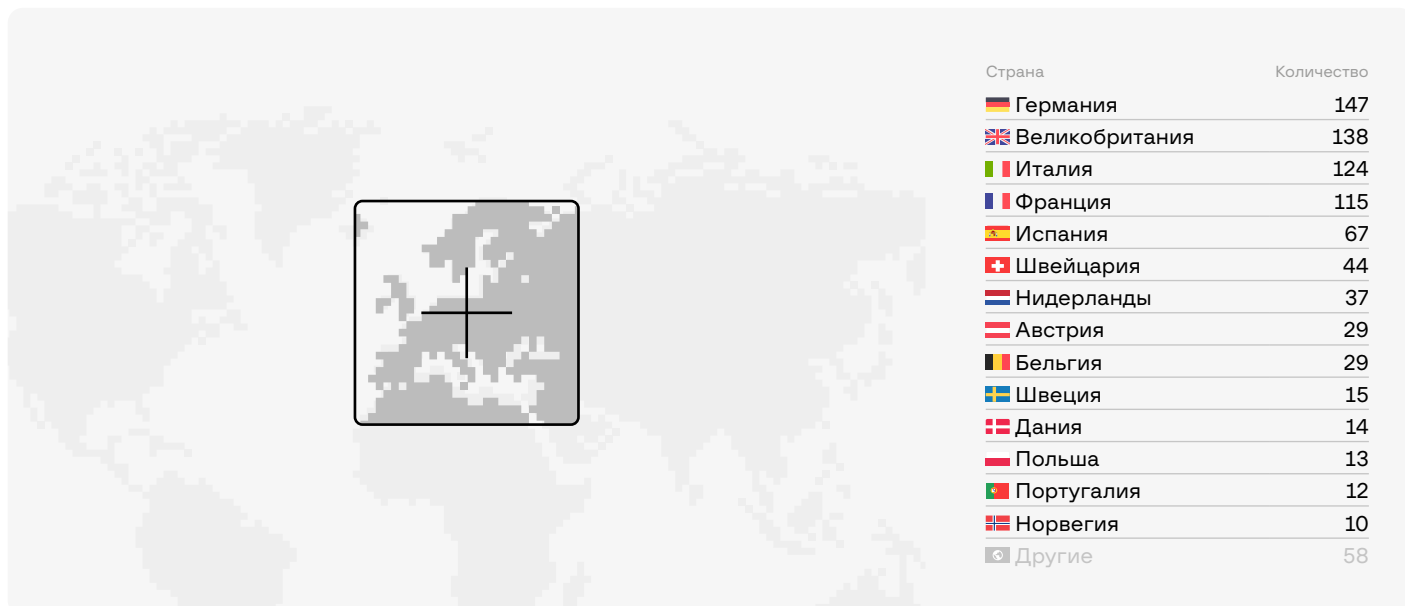 Страна Количество
Германия 147
Великобритания 138
Италия 124
Франция 115
Испания 67
Швейцария 44
Нидерланды 37
Австрия 29
Бельгия 29
Швеция 15
Дания 14
Польша 13
Португалия 12
Норвегия 10
Другие 58